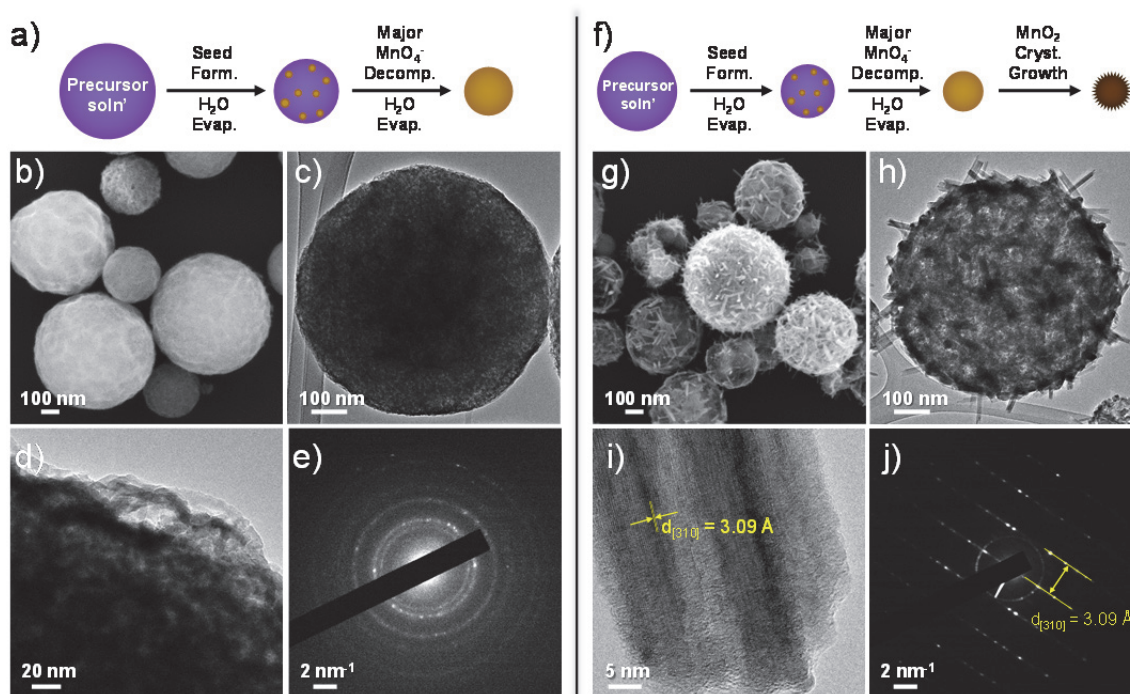 a)
Precursor
soln'
Seed
Form.
H₂O
Evap.
Major
MnO₄⁻
Decomp.
H₂O
Evap.
b)
100 nm
c)
100 nm
d)
20 nm
e)
2 nm⁻¹
f)
Precursor
soln'
Seed
Form.
H₂O
Evap.
Major
MnO₄⁻
Decomp.
H₂O
Evap.
MnO₂
Cryst.
Growth
g)
100 nm
h)
100 nm
i)
d[310] = 3.09 Å
5 nm
j)
d[310] = 3.09 Å
2 nm⁻¹